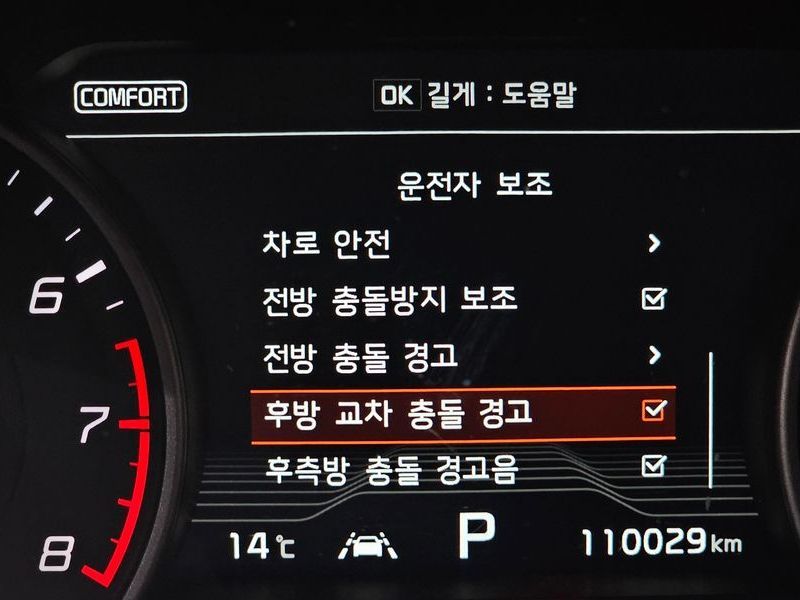 COMFORT
OK 길게 : 도움말
운전자 보조
차로 안전
전방 충돌방지 보조
전방 충돌 경고
후방 교차 충돌 경고
후측방 충돌 경고음
6
7
8
14℃
P
110029km